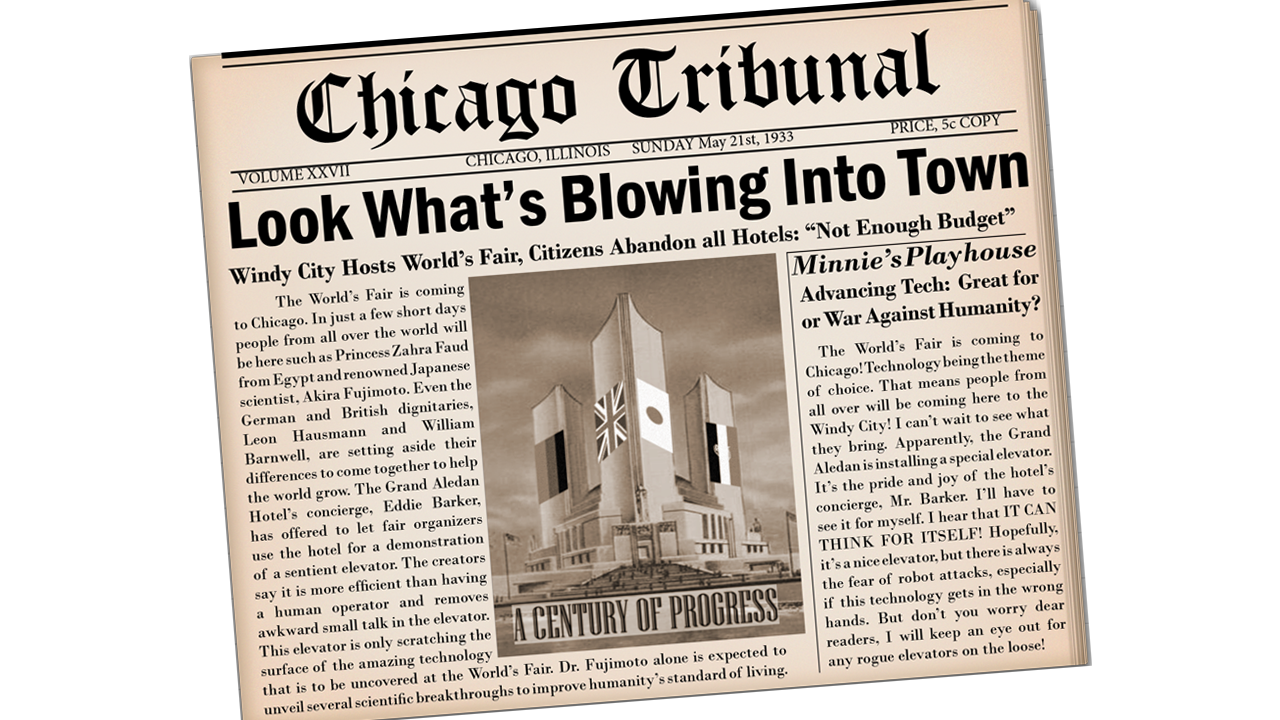 Chicago Tribunal
VOLUME XXVII CHICAGO, ILLINOIS SUNDAY May 21st, 1933 PRICE, 5c COPY
Look What's Blowing Into Town
Windy City Hosts World's Fair, Citizens Abandon all Hotels: “Not Enough Budget”
The World's Fair is coming
to Chicago. In just a few short days
people from all over the world will
be here such as Princess Zahra Faud
from Egypt and renowned Japanese
scientist, Akira Fujimoto. Even the
German and British dignitaries,
Leon Hausmann and William
Barnwell, are setting aside their
differences to come together to help
the world grow. The Grand Aledan
Hotel's concierge, Eddie Barker,
has offered to let fair organizers
use the hotel for a demonstration
of a sentient elevator. The creators
say it is more efficient than having
a human operator and removes
awkward small talk in the elevator.
This elevator is only scratching the
surface of the amazing technology
that is to be uncovered at the World's Fair. Dr. Fujimoto alone is expected to
unveil several scientific breakthroughs to improve humanity's standard of living.
A CENTURY OF PROGRESS
Minnie's Playhouse
Advancing Tech: Great for
or War Against Humanity?
The World's Fair is coming to
Chicago! Technology being the theme
of choice. That means people from
all over will be coming here to the
Windy City! I can't wait to see what
they bring. Apparently, the Grand
Aledan is installing a special elevator.
It's the pride and joy of the hotel's
concierge, Mr. Barker. I'll have to
see it for myself. I hear that IT CAN
THINK FOR ITSELF! Hopefully,
it's a nice elevator, but there is always
the fear of robot attacks, especially
if this technology gets in the wrong
hands. But don't you worry dear
readers, I will keep an eye out for
any rogue elevators on the loose!